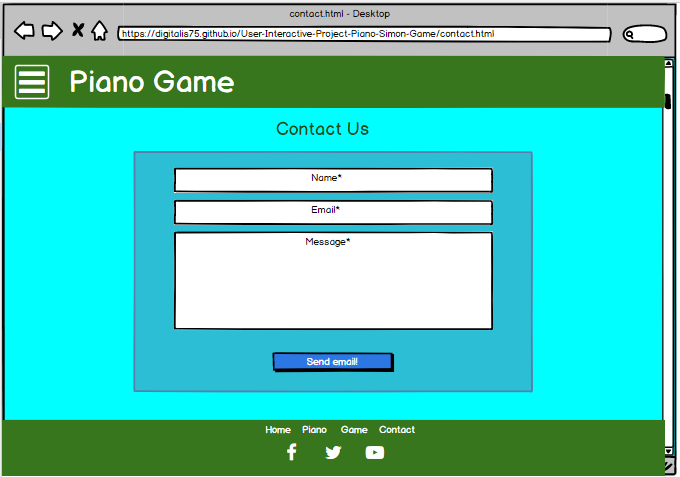 contact.html - Desktop
https://digitalis75.github.io/User-Interactive-Project-Piano-Simon-Game/contact.html
Piano Game
Contact Us
Name*
Email*
Message*
Send email!
Home Piano Game Contact